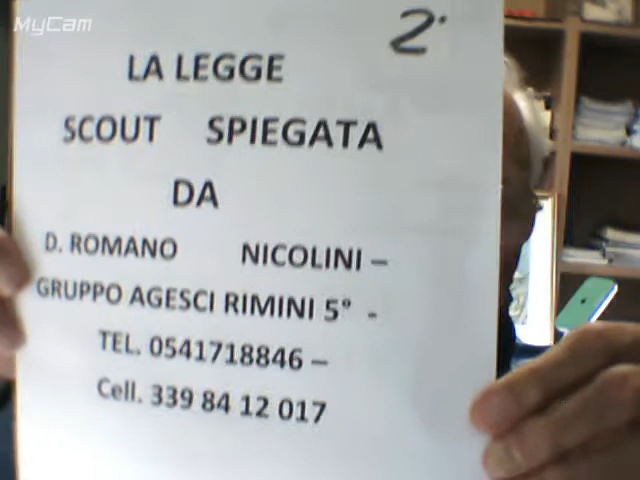 MyCam
2°
LA LEGGE
SCOUT SPIEGATA
DA
D. ROMANO NICOLINI –
GRUPPO AGESCI RIMINI 5° -
TEL. 0541718846 –
Cell. 339 84 12 017